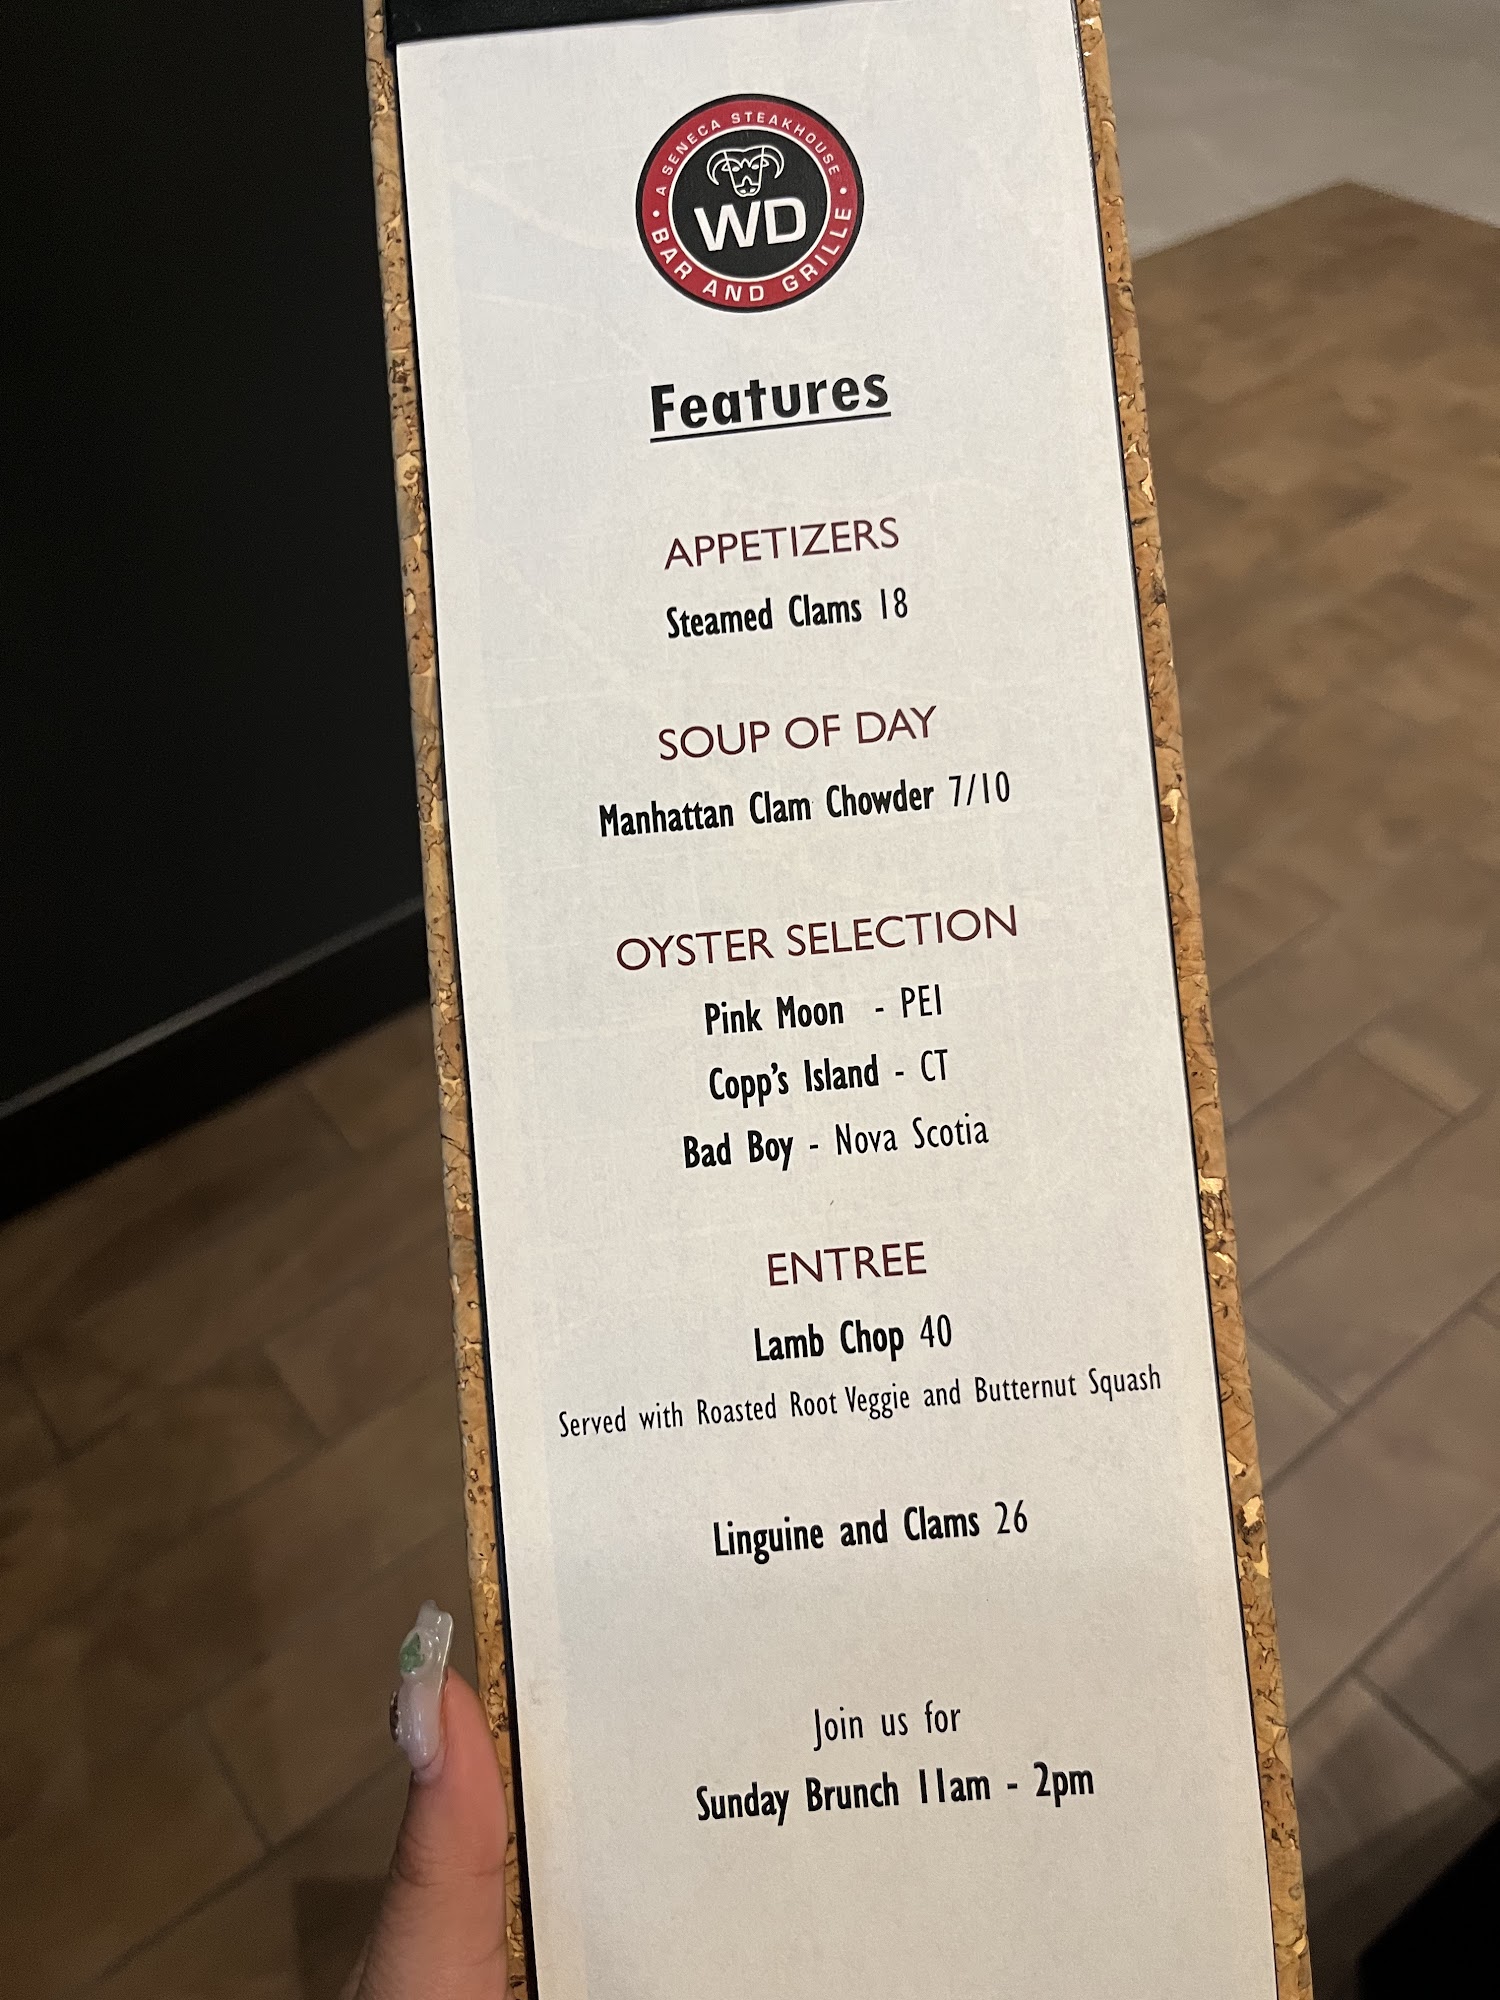 A SENECA STEAKHOUSE
WD
BAR AND GRILLE
Features
APPETIZERS
Steamed Clams 18
SOUP OF DAY
Manhattan Clam Chowder 7/10
OYSTER SELECTION
Pink Moon - PEI
Copp's Island - CT
Bad Boy - Nova Scotia
ENTREE
Lamb Chop 40
Served with Roasted Root Veggie and Butternut Squash
Linguine and Clams 26
Join us for
Sunday Brunch 11am - 2pm